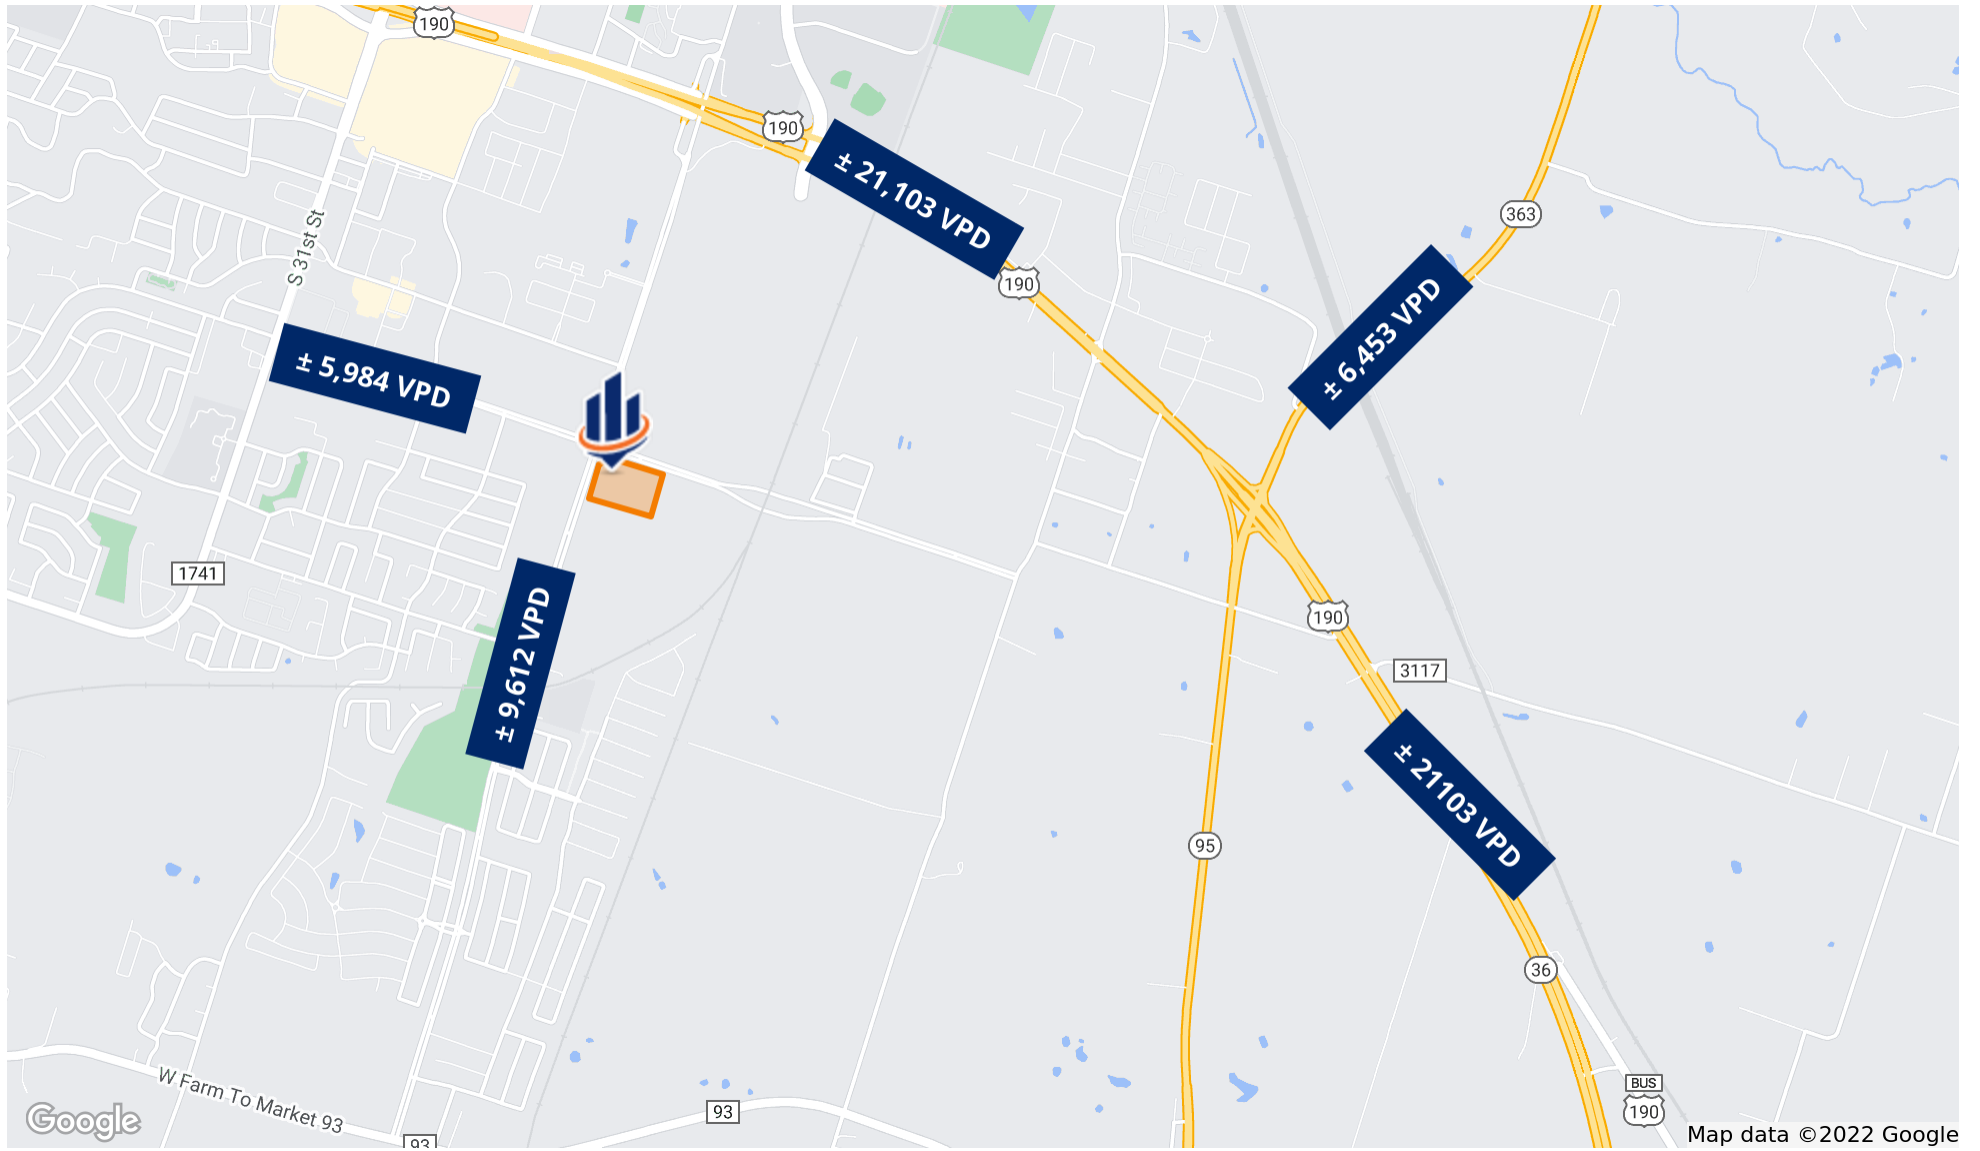 190
190
± 21,103 VPD
S 31st St
363
190
± 6,453 VPD
± 5,984 VPD
1741
190
± 9,612 VPD
3117
± 21103 VPD
95
36
W Farm To Market 93
BUS
190
93
93
Google
Map data ©2022 Google